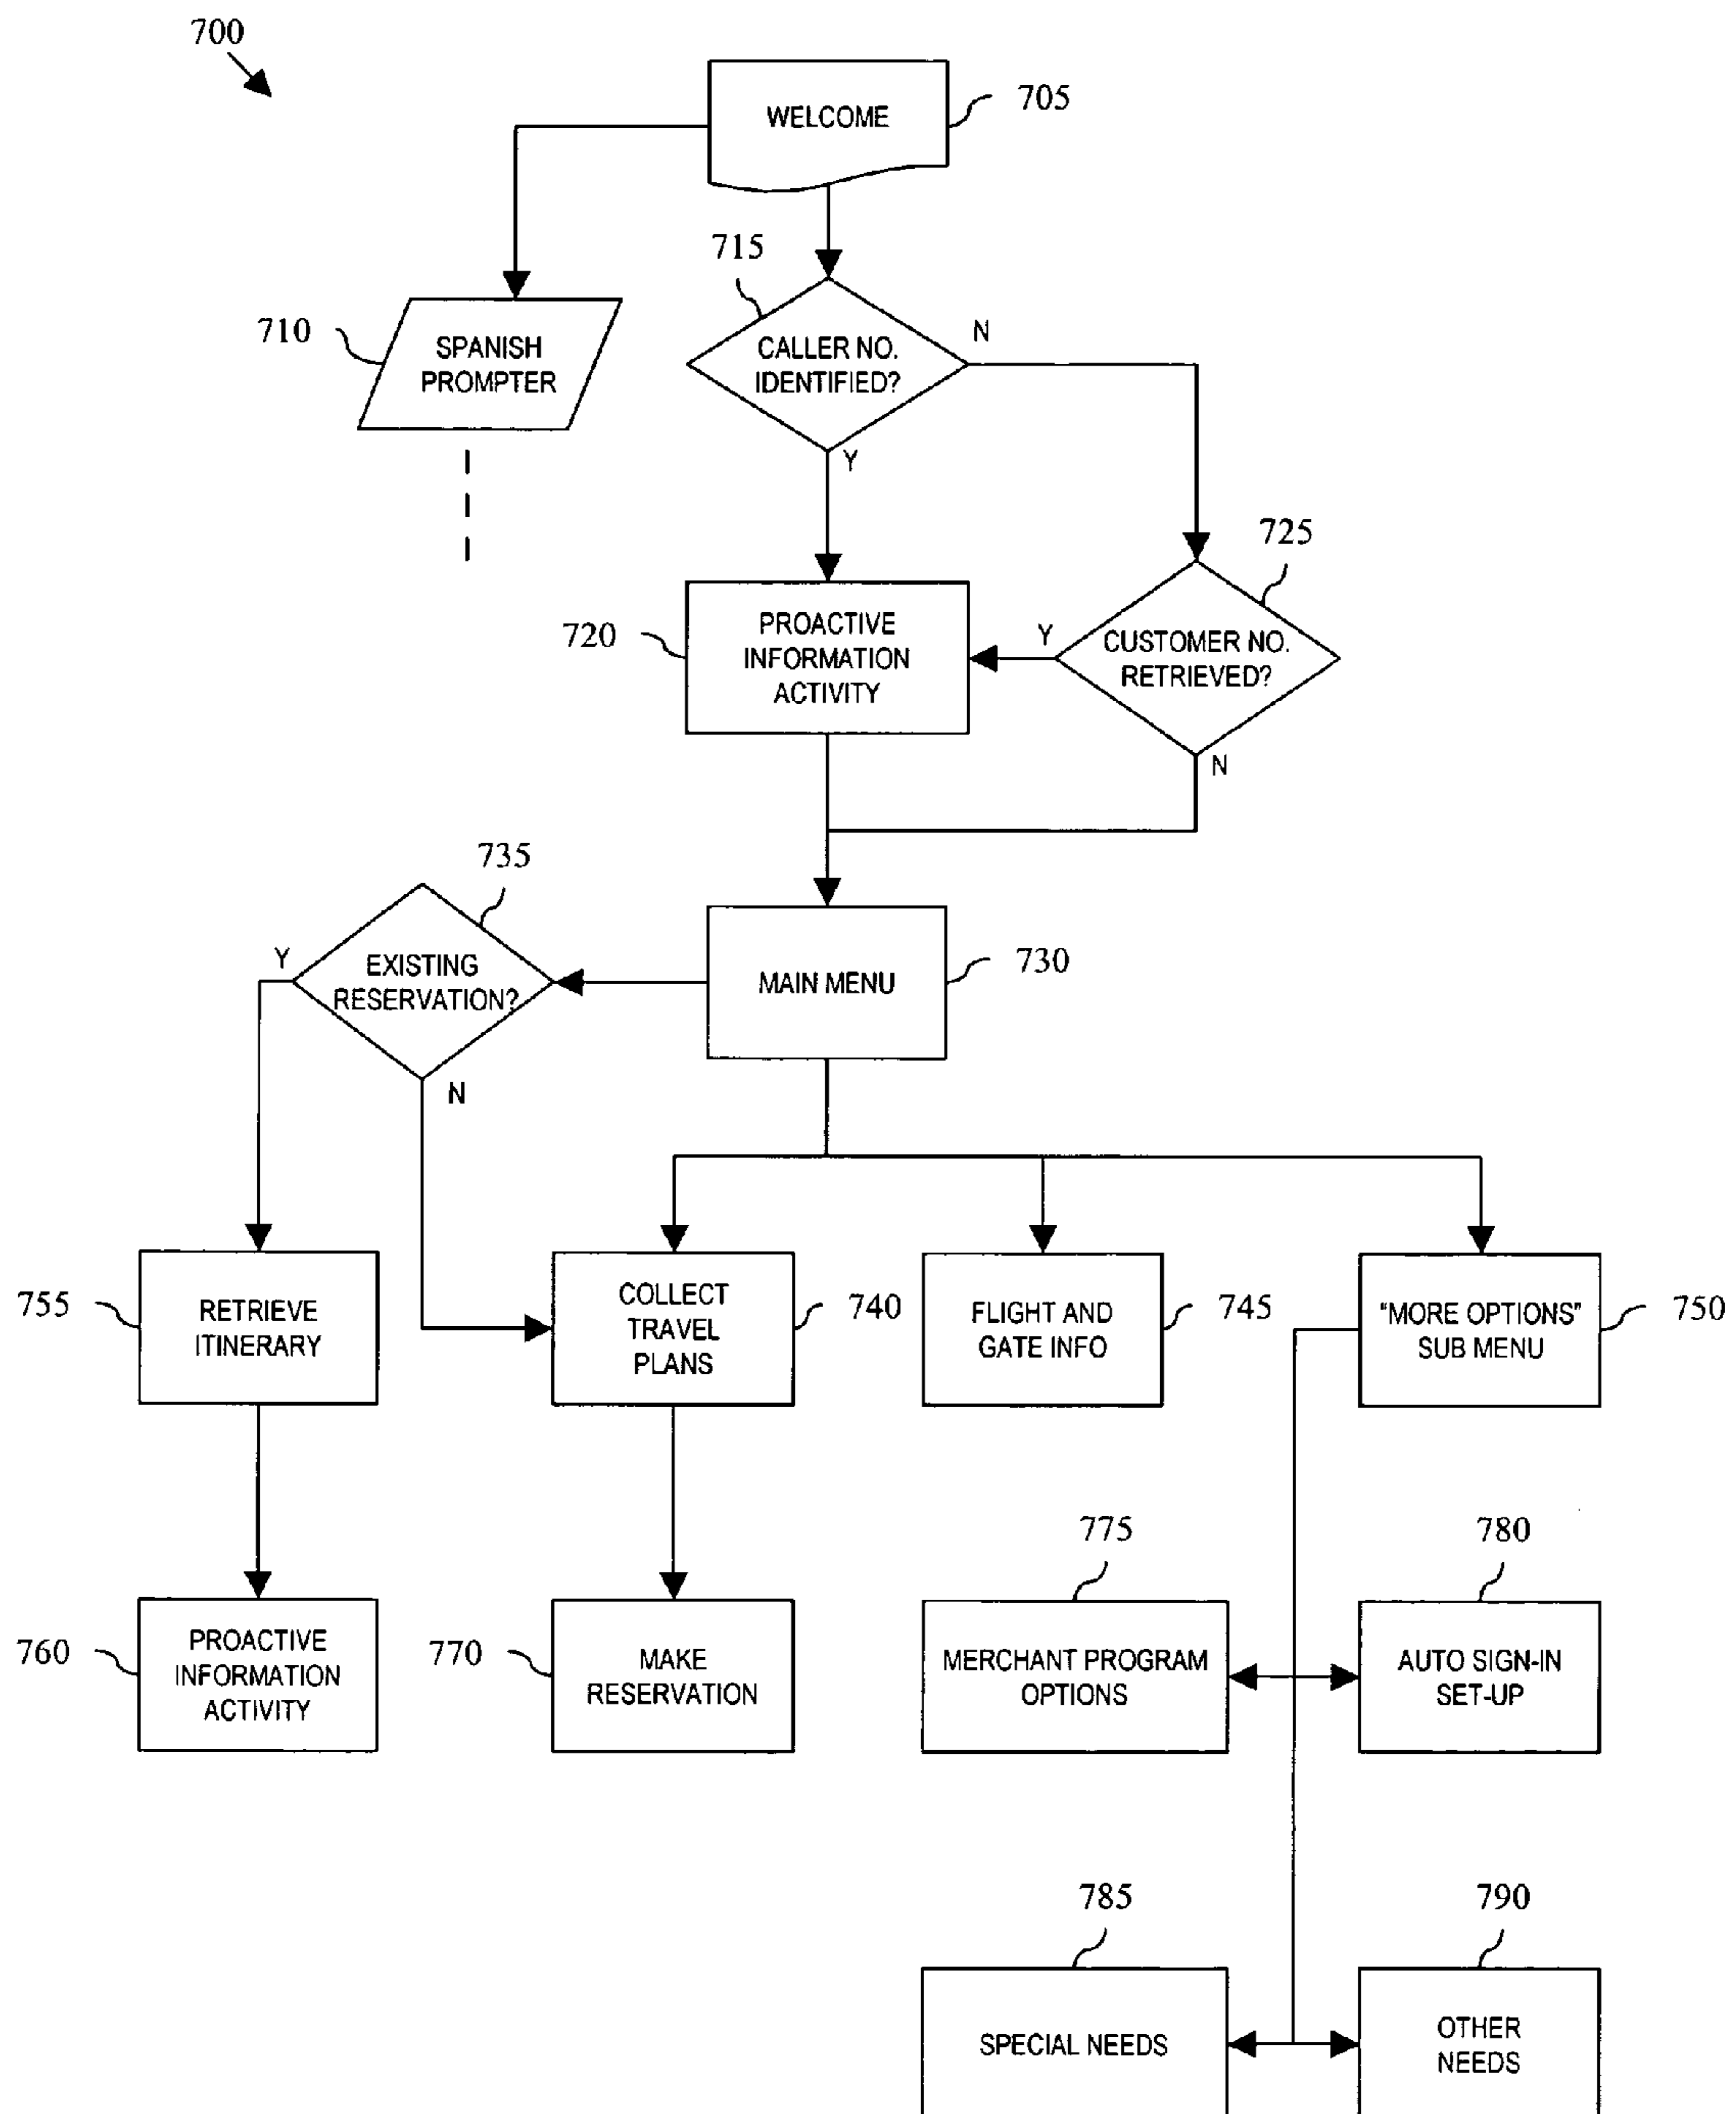 700
WELCOME
705
715
710
SPANISH
PROMPTER
CALLER NO.
IDENTIFIED?
N
Y
725
720
PROACTIVE
INFORMATION
ACTIVITY
Y
CUSTOMER NO.
RETRIEVED?
N
735
Y
EXISTING
RESERVATION?
N
MAIN MENU
730
755
RETRIEVE
ITINERARY
COLLECT
TRAVEL
PLANS
740
FLIGHT AND
GATE INFO
745
"MORE OPTIONS"
SUB MENU
750
775
780
760
PROACTIVE
INFORMATION
ACTIVITY
770
MAKE
RESERVATION
MERCHANT PROGRAM
OPTIONS
AUTO SIGN-IN
SET-UP
785
790
SPECIAL NEEDS
OTHER
NEEDS